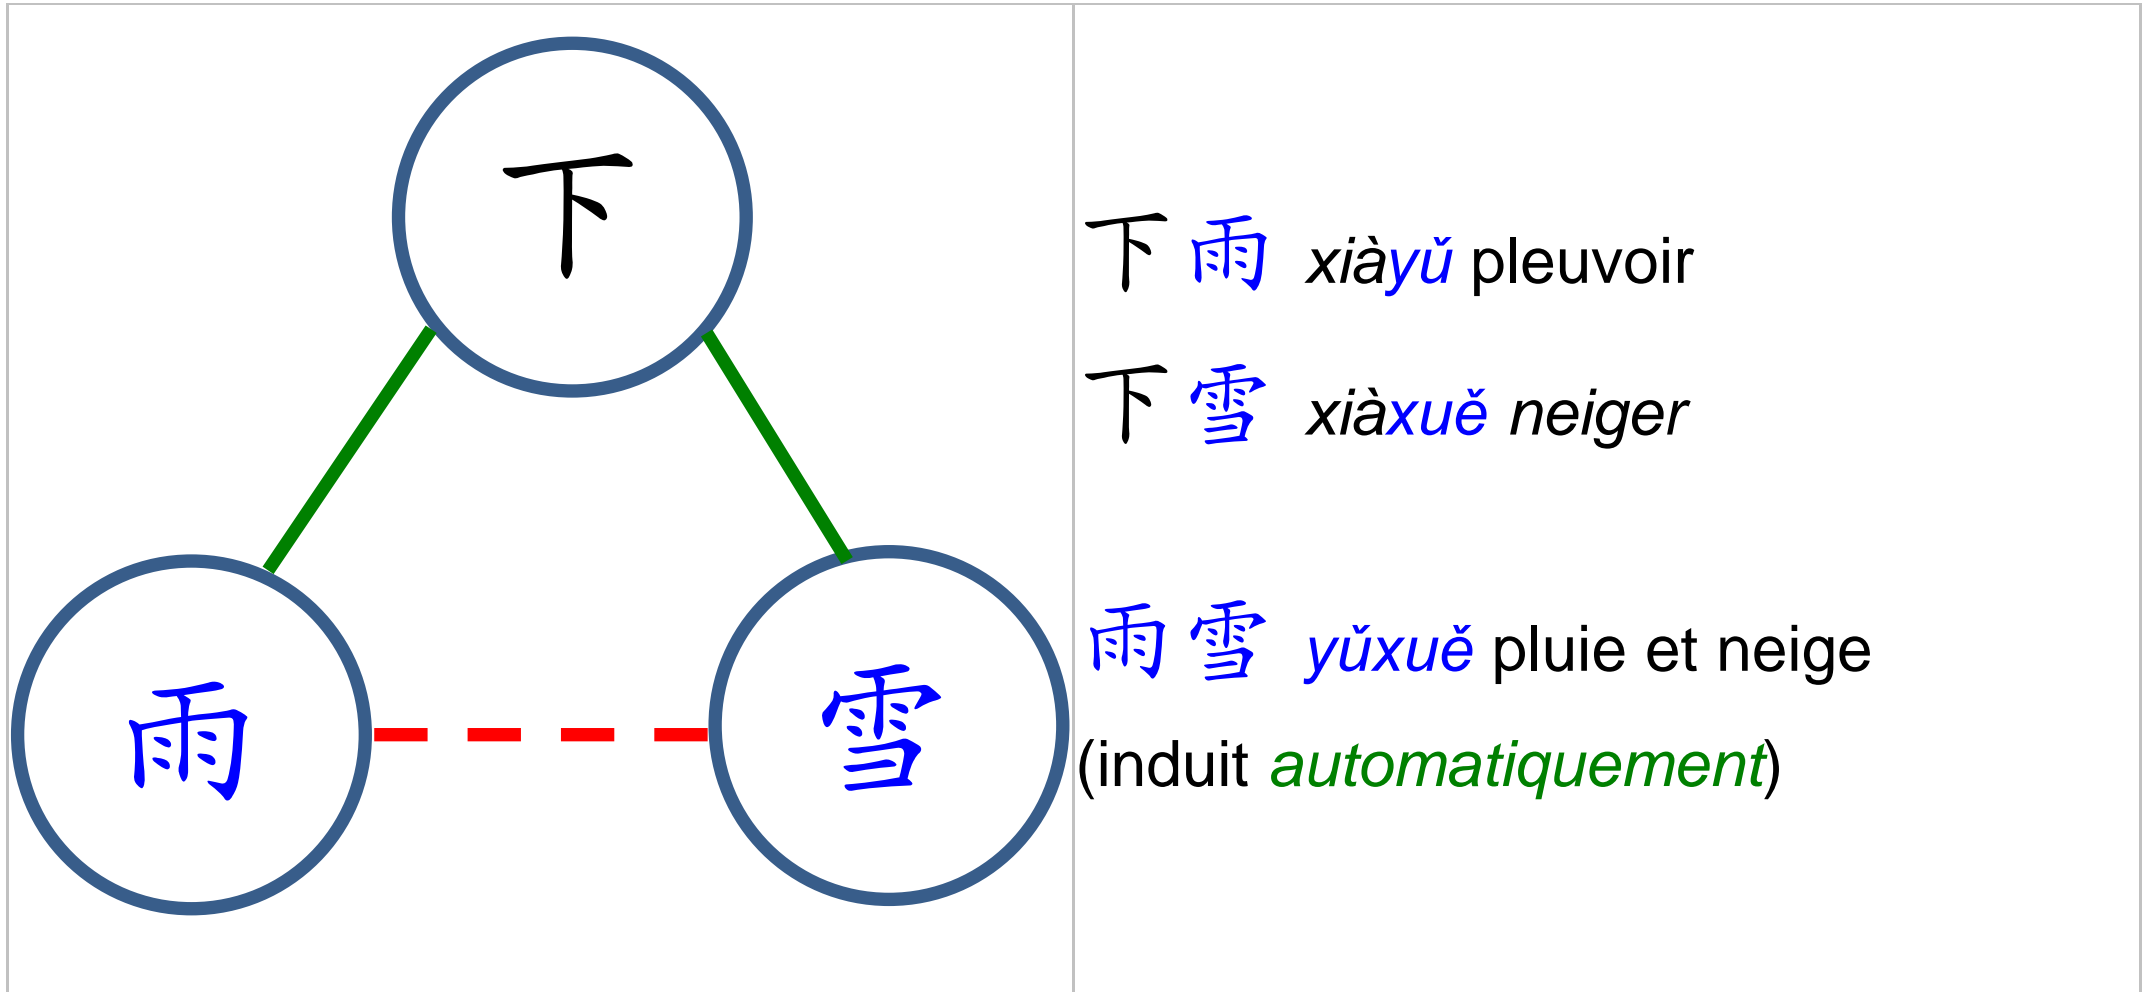 下
雨
雪
下雨 xiàyǔ pleuvoir
下雪 xiàxuě neiger
雨雪 yǔxuě pluie et neige
(induit automatiquement)